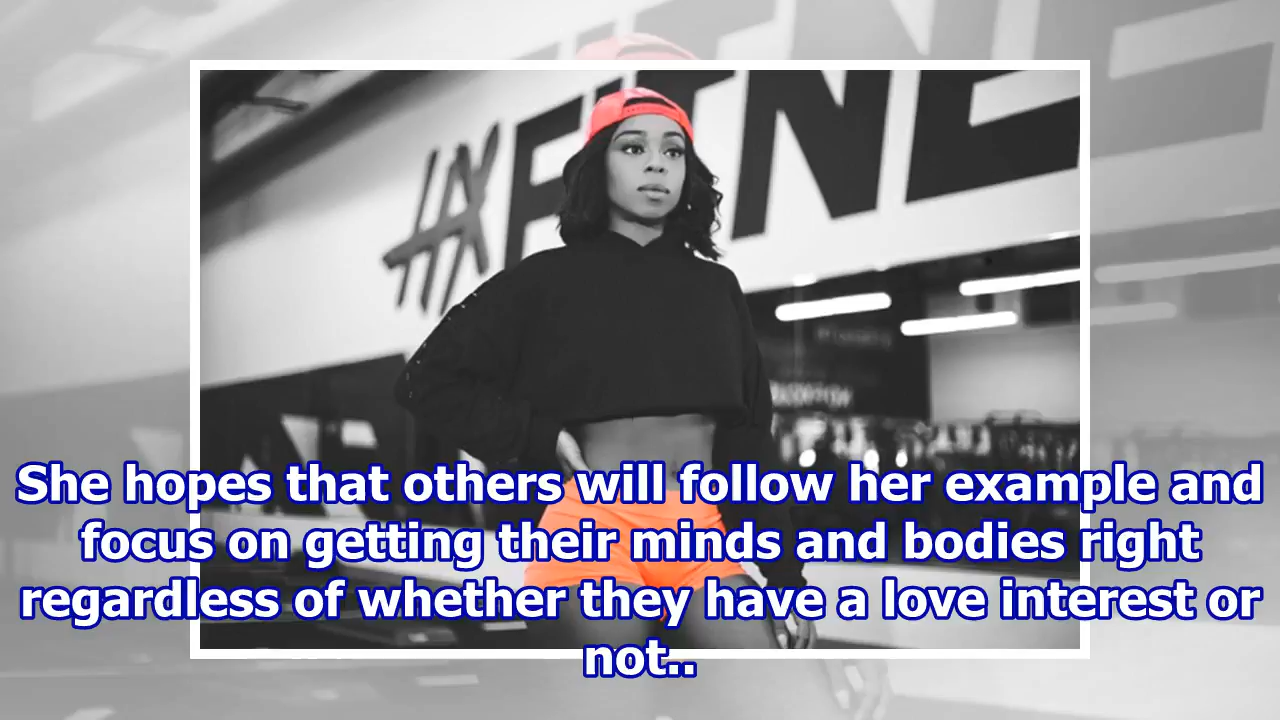 #XFITNE
She hopes that others will follow her example and
focus on getting their minds and bodies right
regardless of whether they have a love interest or
not..